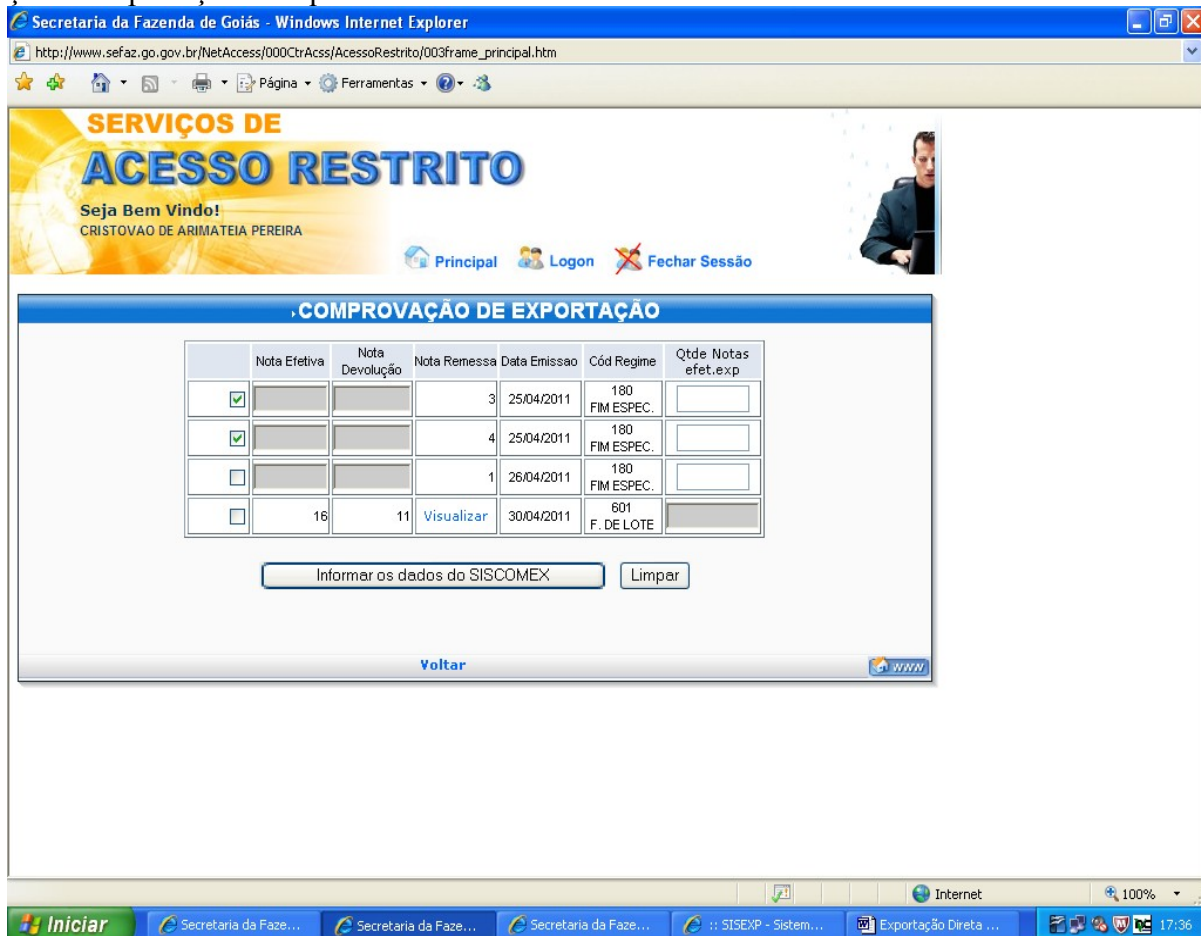 Secretaria da Fazenda de Goiás - Windows Internet Explorer
http://www.sefaz.go.gov.br/NetAccess/000CtrAcss/AcessoRestrito/003frame_principal.htm
Página Ferramentas
SERVIÇOS DE
ACESSO RESTRITO
Seja Bem Vindo!
CRISTOVAO DE ARIMATEIA PEREIRA
Principal Logon Fechar Sessão
COMPROVAÇÃO DE EXPORTAÇÃO
Nota Efetiva Nota Devolução Nota Remessa Data Emissao Cód Regime Qtde Notas efet.exp
3 25/04/2011 180 FIM ESPEC.
4 25/04/2011 180 FIM ESPEC.
1 26/04/2011 180 FIM ESPEC.
16 11 Visualizar 30/04/2011 601 F. DE LOTE
Informar os dados do SISCOMEX Limpar
Voltar www
Internet 100%
Iniciar Secretaria da Faze... Secretaria da Faze... Secretaria da Faze... :: SISEXP - Sistem... Exportação Direta ... 17:36